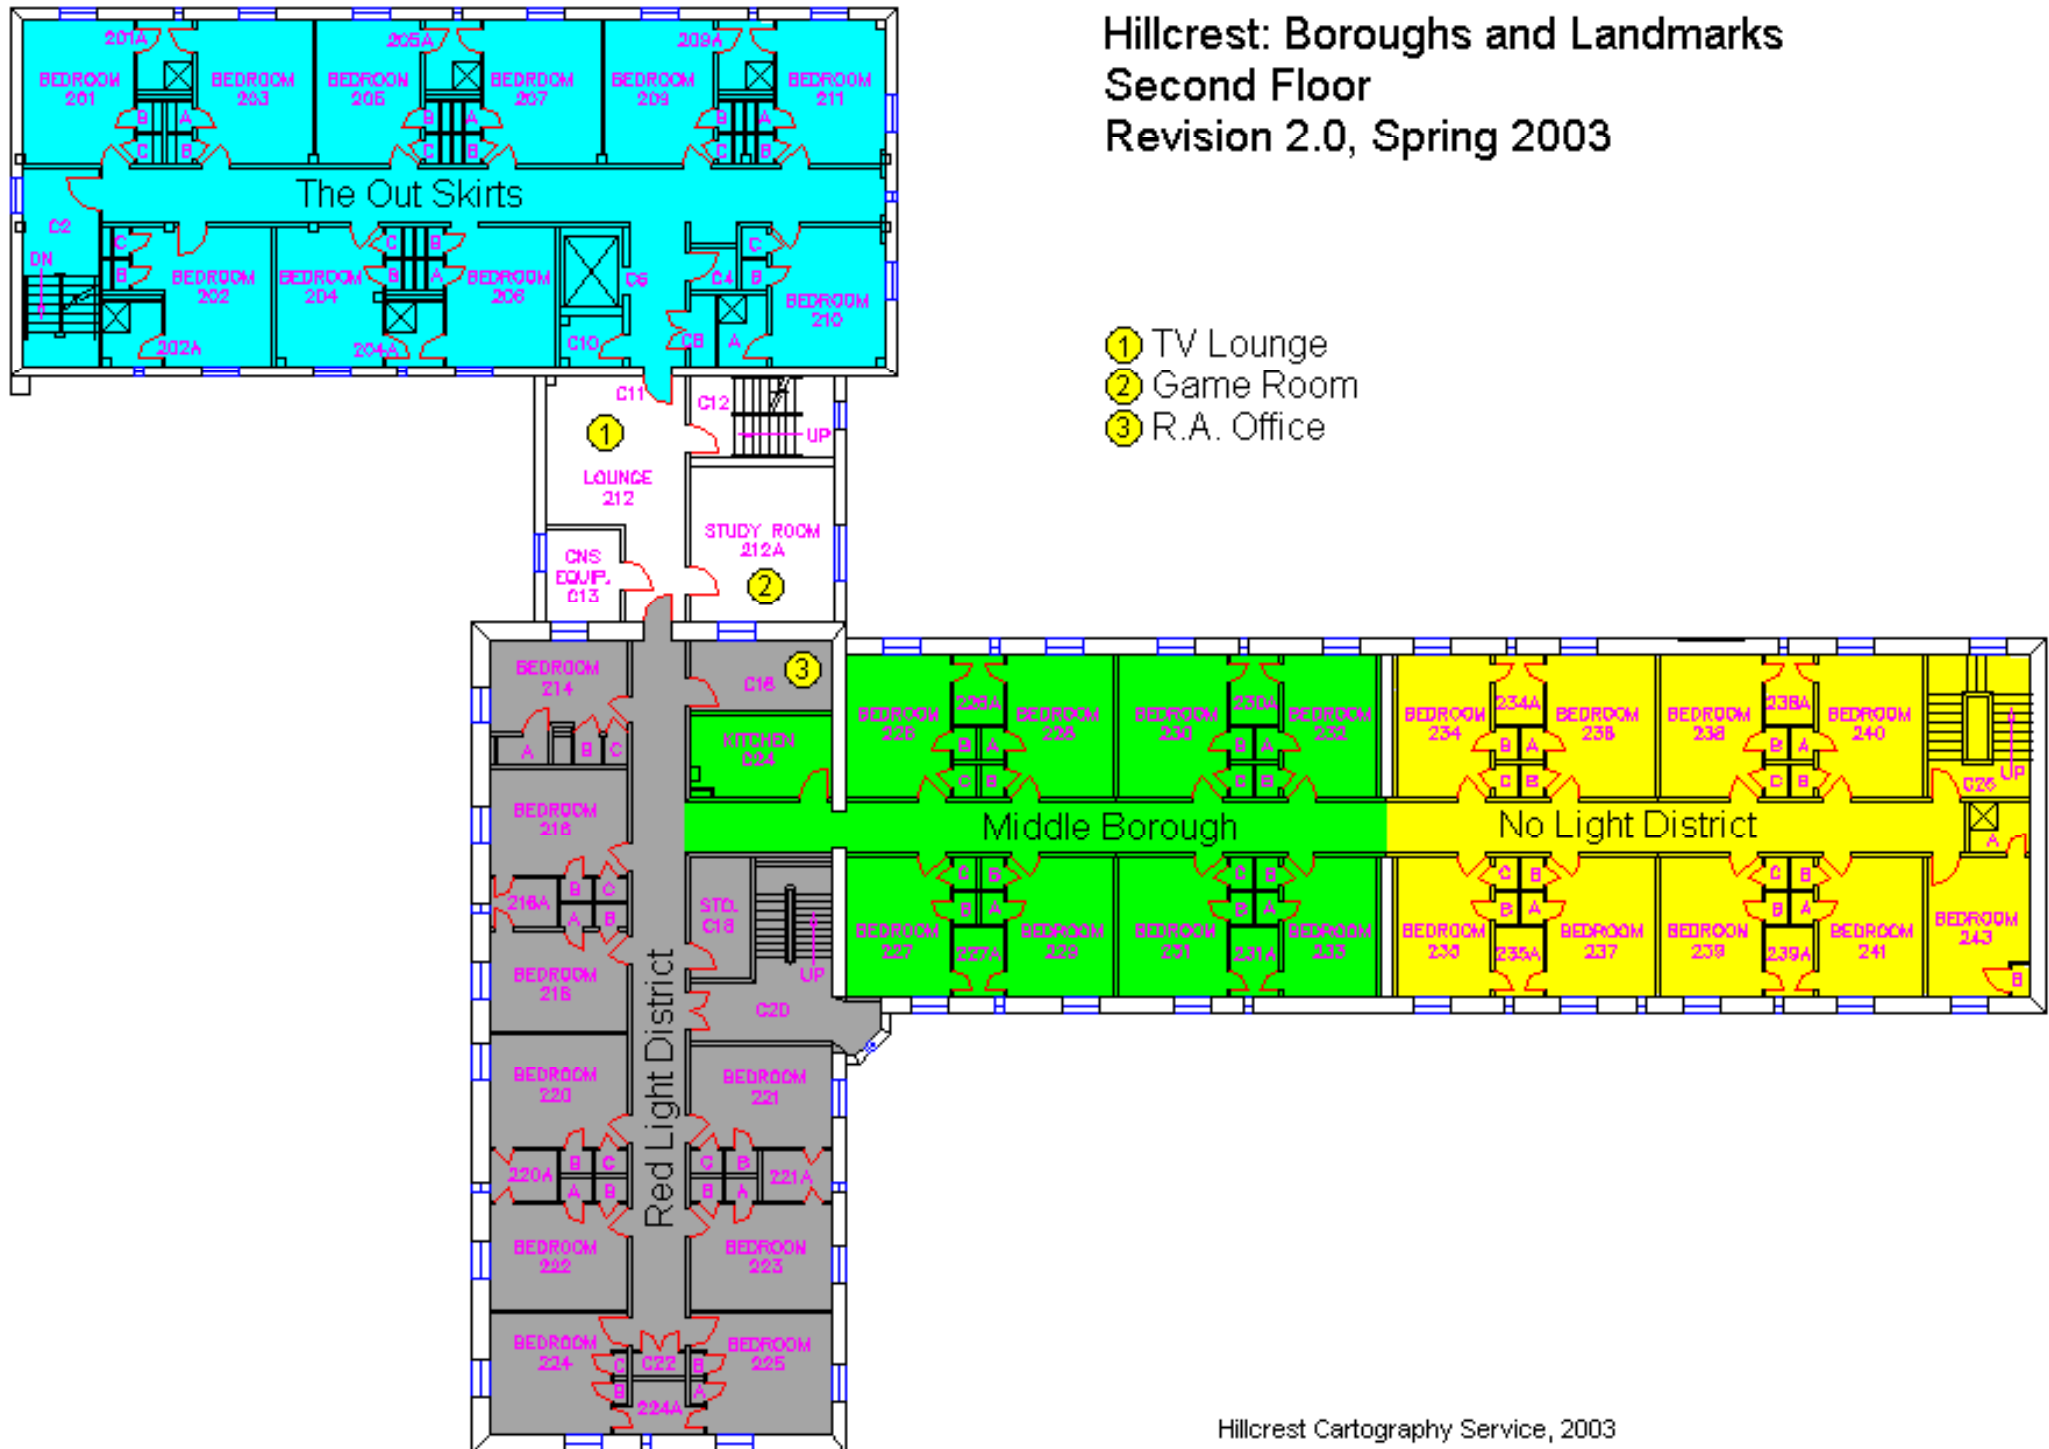 Hillcrest: Boroughs and Landmarks
Second Floor
Revision 2.0, Spring 2003
1 TV Lounge
2 Game Room
3 R.A. Office
201A
205A
209A
BEDROOM
201
BEDROOM
203
BEDROOM
205
BEDROOM
207
BEDROOM
209
BEDROOM
211
B A B A B A
C B C B C B
The Out Skirts
C2
DN
C
B
BEDROOM
202
202A
BEDROOM
204
204A
C B
B A
BEDROOM
206
C6
C4
C
B
C10
C8
A
BEDROOM
210
C11
C12
UP
1
LOUNGE
212
STUDY ROOM
212A
2
CNS
EQUIP.
C13
BEDROOM
214
A B C
C16
3
KITCHEN
C24
BEDROOM
216
B C
216A
A B
BEDROOM
218
STO.
C18
UP
C20
Red Light District
BEDROOM
220
BEDROOM
221
B C
220A
A B
C B
221A
B A
BEDROOM
222
BEDROOM
223
BEDROOM
224
BEDROOM
225
C C22 B
B A
224A
BEDROOM
226
226A
BEDROOM
228
BEDROOM
230
230A
BEDROOM
232
B A B A
C B C B
Middle Borough
C B C B
B A B A
BEDROOM
227
227A
BEDROOM
229
BEDROOM
231
231A
BEDROOM
233
BEDROOM
234
234A
BEDROOM
236
BEDROOM
238
238A
BEDROOM
240
B A B A
C B C B
UP
C26
No Light District
A
C B C B
B A B A
BEDROOM
235
235A
BEDROOM
237
BEDROOM
239
239A
BEDROOM
241
BEDROOM
243
B
Hillcrest Cartography Service, 2003